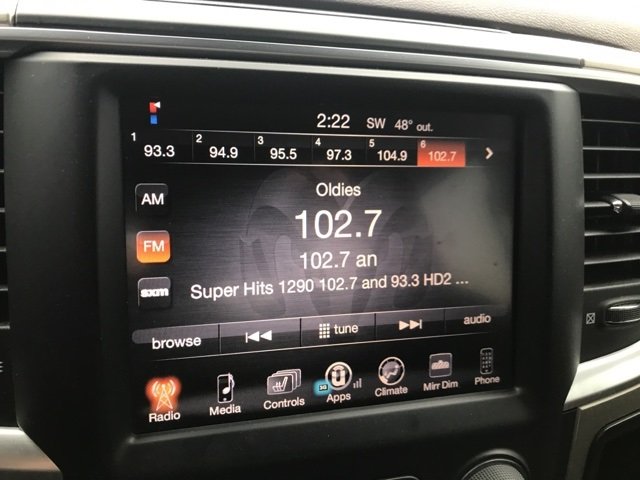 2:22 SW 48° out.
1 93.3 2 94.9 3 95.5 4 97.3 5 104.9 6 102.7
AM
Oldies
102.7
FM
102.7 an
sxm
Super Hits 1290 102.7 and 93.3 HD2 ...
browse tune audio
3G
Radio Media Controls Apps Climate Mirr Dim Phone